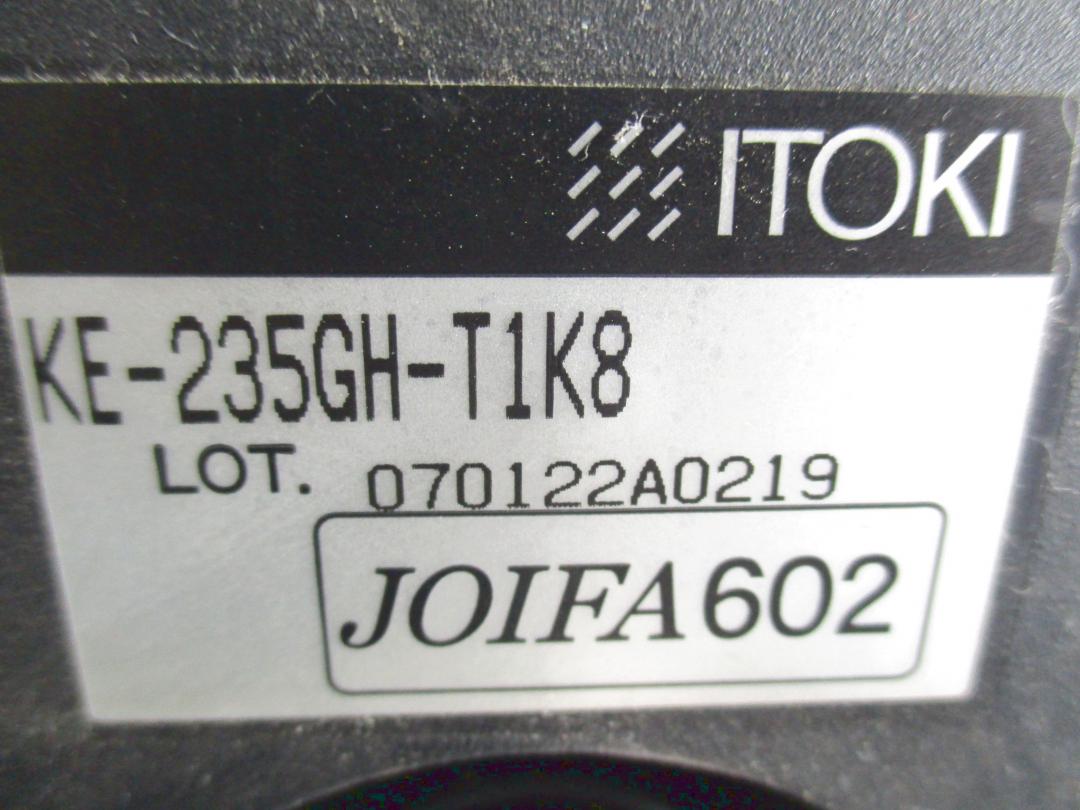 ITOKI
KE-235GH-T1K8
LOT. 070122A0219
JOIFA602